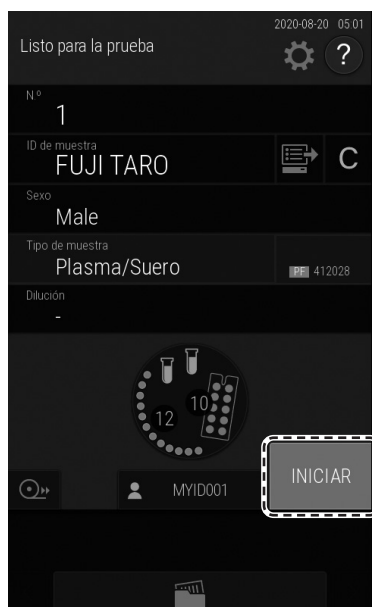 2020-08-20 05:01
Listo para la prueba
?
N.º
1
ID de muestra
FUJI TARO
C
Sexo
Male
Tipo de muestra
Plasma/Suero
PF 412028
Dilución
-
12
10
INICIAR
MYID001